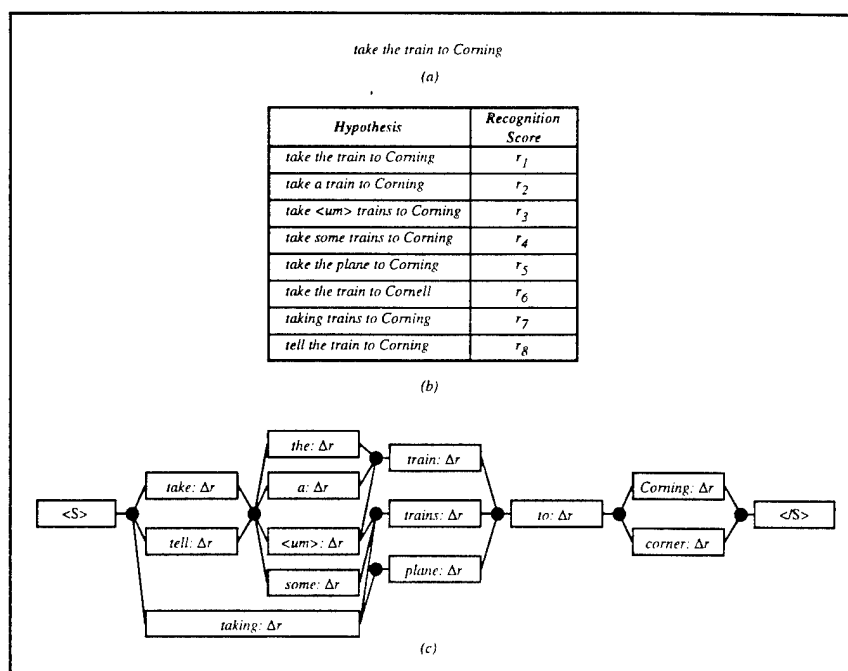 take the train to Corning
(a)
Hypothesis Recognition Score
take the train to Corning r1
take a train to Corning r2
take <um> trains to Corning r3
take some trains to Corning r4
take the plane to Corning r5
take the train to Cornell r6
taking trains to Corning r7
tell the train to Corning r8
(b)
the: Δr
train: Δr
take: Δr a: Δr Corning: Δr
<S> trains: Δr to: Δr </S>
tell: Δr <um>: Δr corner: Δr
some: Δr plane: Δr
taking: Δr
(c)